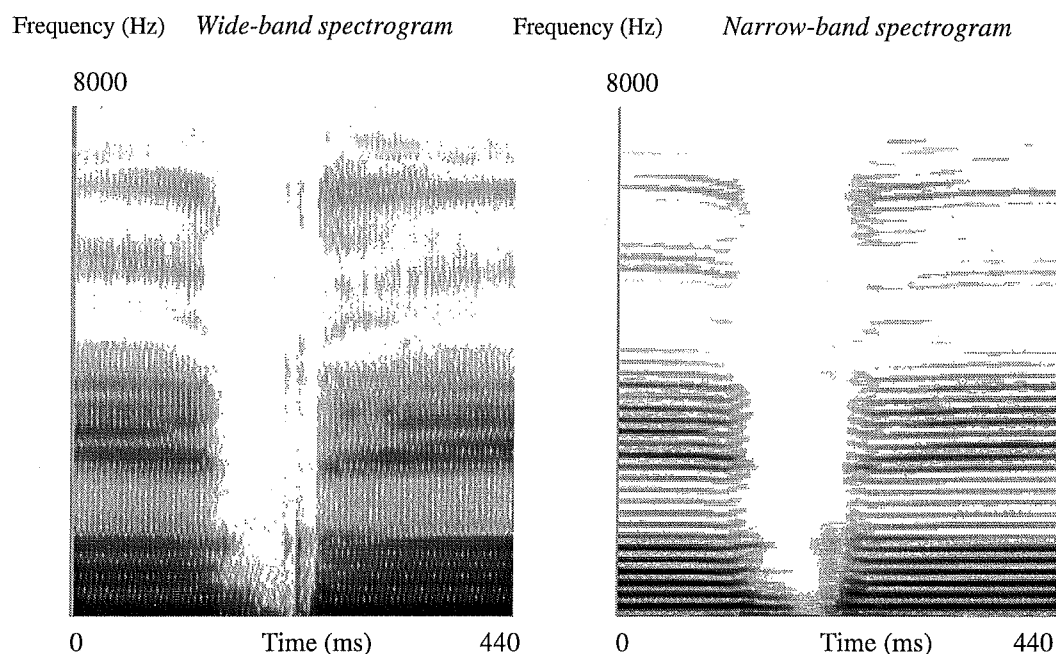 Frequency (Hz) Wide-band spectrogram Frequency (Hz) Narrow-band spectrogram
8000 8000
0 Time (ms) 440 0 Time (ms) 440